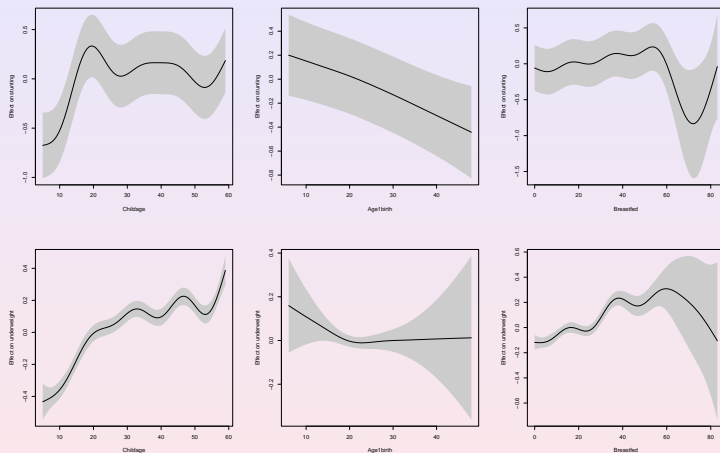 Effect on stunting
0.5
0.0
−0.5
−1.0
10 20 30 40 50 60
Childage
Effect on stunting
0.4
0.2
0.0
−0.2
−0.4
−0.6
−0.8
10 20 30 40
Age1birth
Effect on stunting
0.5
0.0
−0.5
−1.0
−1.5
0 20 40 60 80
Breastfed
Effect on underweight
0.4
0.2
0.0
−0.2
−0.4
10 20 30 40 50 60
Childage
Effect on underweight
0.4
0.2
0.0
−0.2
10 20 30 40
Age1birth
Effect on underweight
0.6
0.4
0.2
0.0
−0.2
−0.4
−0.6
0 20 40 60 80
Breastfed